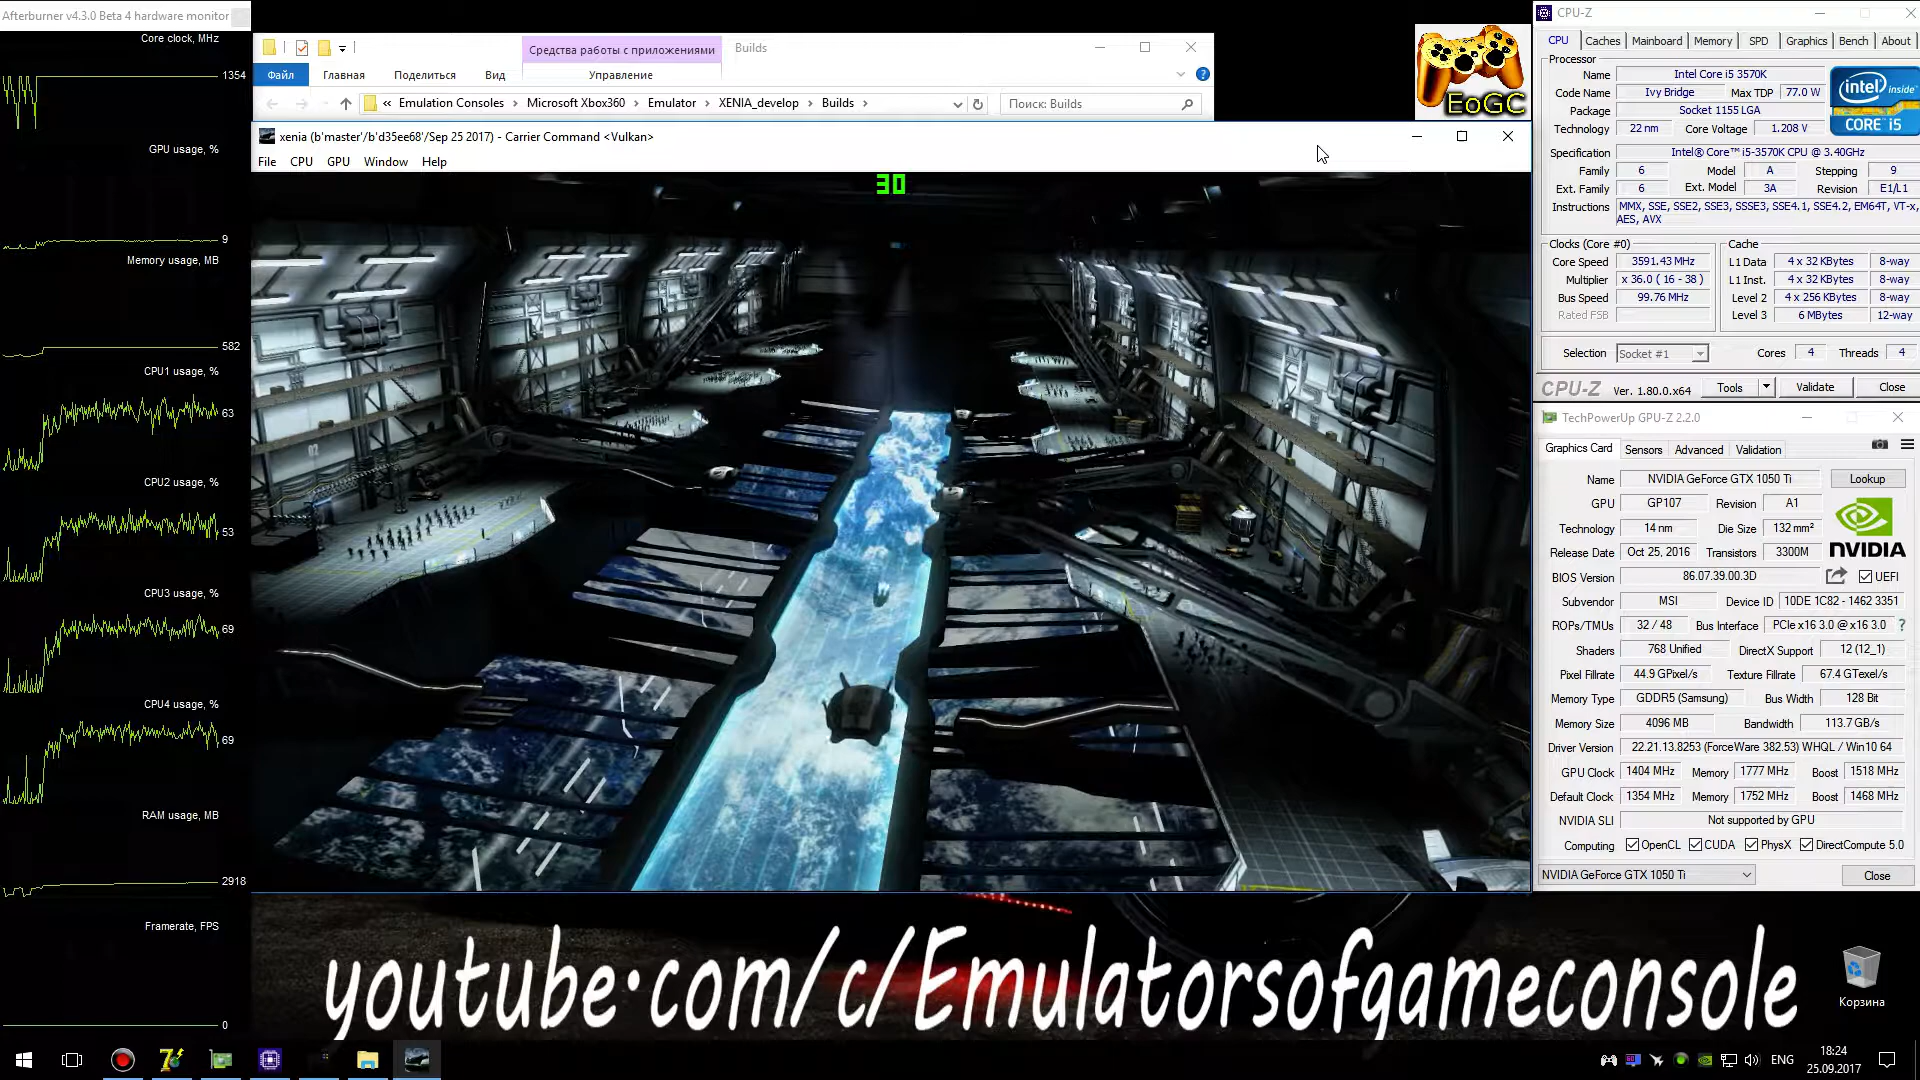 Afterburner v4.3.0 Beta 4 hardware monitor
Core clock, MHz
1354
GPU usage, %
9
Memory usage, MB
582
CPU1 usage, %
63
CPU2 usage, %
53
CPU3 usage, %
69
CPU4 usage, %
69
RAM usage, MB
2918
Framerate, FPS
0
Средства работы с приложениями
Builds
Файл Главная Поделиться Вид Управление
« Emulation Consoles Microsoft Xbox360 Emulator XENIA_develop Builds
Поиск: Builds
EoGC
xenia (b'master'/b'd35ee68'/Sep 25 2017) - Carrier Command <Vulkan>
File CPU GPU Window Help
30
CPU-Z
CPU Caches Mainboard Memory SPD Graphics Bench About
Processor
Name Intel Core i5 3570K
Code Name Ivy Bridge Max TDP 77.0 W
Package Socket 1155 LGA
Technology 22 nm Core Voltage 1.208 V
intel inside
CORE i5
Specification Intel® Core™ i5-3570K CPU @ 3.40GHz
Family 6 Model A Stepping 9
Ext. Family 6 Ext. Model 3A Revision E1/L1
Instructions MMX, SSE, SSE2, SSE3, SSSE3, SSE4.1, SSE4.2, EM64T, VT-x,
AES, AVX
Clocks (Core #0)
Core Speed 3591.43 MHz
Multiplier x 36.0 ( 16 - 38 )
Bus Speed 99.76 MHz
Rated FSB
Cache
L1 Data 4 x 32 KBytes 8-way
L1 Inst. 4 x 32 KBytes 8-way
Level 2 4 x 256 KBytes 8-way
Level 3 6 MBytes 12-way
Selection Socket #1 Cores 4 Threads 4
CPU-Z Ver. 1.80.0.x64 Tools Validate Close
TechPowerUp GPU-Z 2.2.0
Graphics Card Sensors Advanced Validation
Name NVIDIA GeForce GTX 1050 Ti Lookup
GPU GP107 Revision A1
Technology 14 nm Die Size 132 mm²
Release Date Oct 25, 2016 Transistors 3300M
NVIDIA
BIOS Version 86.07.39.00.3D UEFI
Subvendor MSI Device ID 10DE 1C82 - 1462 3351
ROPs/TMUs 32 / 48 Bus Interface PCIe x16 3.0 @ x16 3.0 ?
Shaders 768 Unified DirectX Support 12 (12_1)
Pixel Fillrate 44.9 GPixel/s Texture Fillrate 67.4 GTexel/s
Memory Type GDDR5 (Samsung) Bus Width 128 Bit
Memory Size 4096 MB Bandwidth 113.7 GB/s
Driver Version 22.21.13.8253 (ForceWare 382.53) WHQL / Win10 64
GPU Clock 1404 MHz Memory 1777 MHz Boost 1518 MHz
Default Clock 1354 MHz Memory 1752 MHz Boost 1468 MHz
NVIDIA SLI Not supported by GPU
Computing OpenCL CUDA PhysX DirectCompute 5.0
NVIDIA GeForce GTX 1050 Ti Close
youtube.com/c/Emulatorsofgameconsole
Корзина
ENG
18:24
25.09.2017